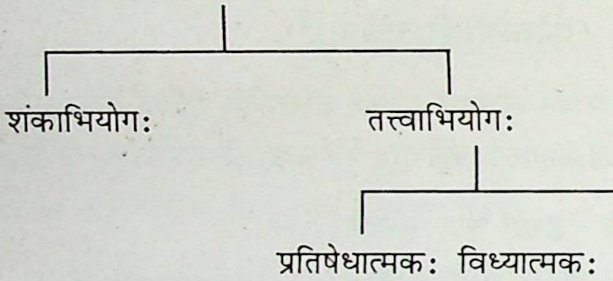 शंकाभियोगः तत्त्वाभियोगः
प्रतिषेधात्मकः विध्यात्मकः